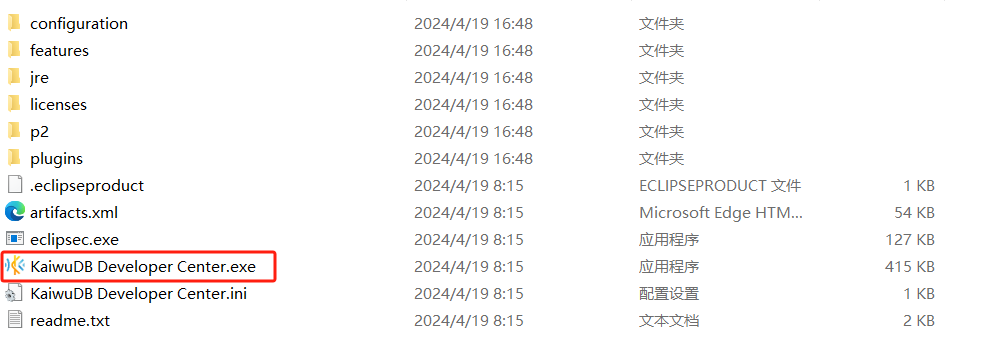 configuration 2024/4/19 16:48 文件夹
features 2024/4/19 16:48 文件夹
jre 2024/4/19 16:48 文件夹
licenses 2024/4/19 16:48 文件夹
p2 2024/4/19 16:48 文件夹
plugins 2024/4/19 16:48 文件夹
.eclipseproduct 2024/4/19 8:15 ECLIPSEPRODUCT 文件 1 KB
artifacts.xml 2024/4/19 8:15 Microsoft Edge HTM... 54 KB
eclipsec.exe 2024/4/19 8:15 应用程序 127 KB
KaiwuDB Developer Center.exe 2024/4/19 8:15 应用程序 415 KB
KaiwuDB Developer Center.ini 2024/4/19 8:15 配置设置 1 KB
readme.txt 2024/4/19 8:15 文本文档 2 KB